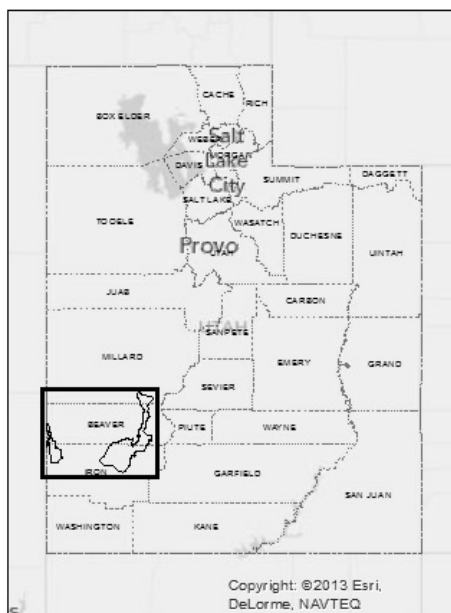 CACHE
RICH
BOX ELDER
WEBER
Salt
MORGAN
DAVIS
Lake
DAGGETT
SUMMIT
City
SALT LAKE
TOOELE
WASATCH
DUCHESNE
Provo
UTAH
UINTAH
JUAB
CARBON
UTAH
SANPETE
MILLARD
EMERY
GRAND
SEVIER
BEAVER
PIUTE
WAYNE
IRON
GARFIELD
SAN JUAN
WASHINGTON
KANE
Copyright: ©2013 Esri,
DeLorme, NAVTEQ